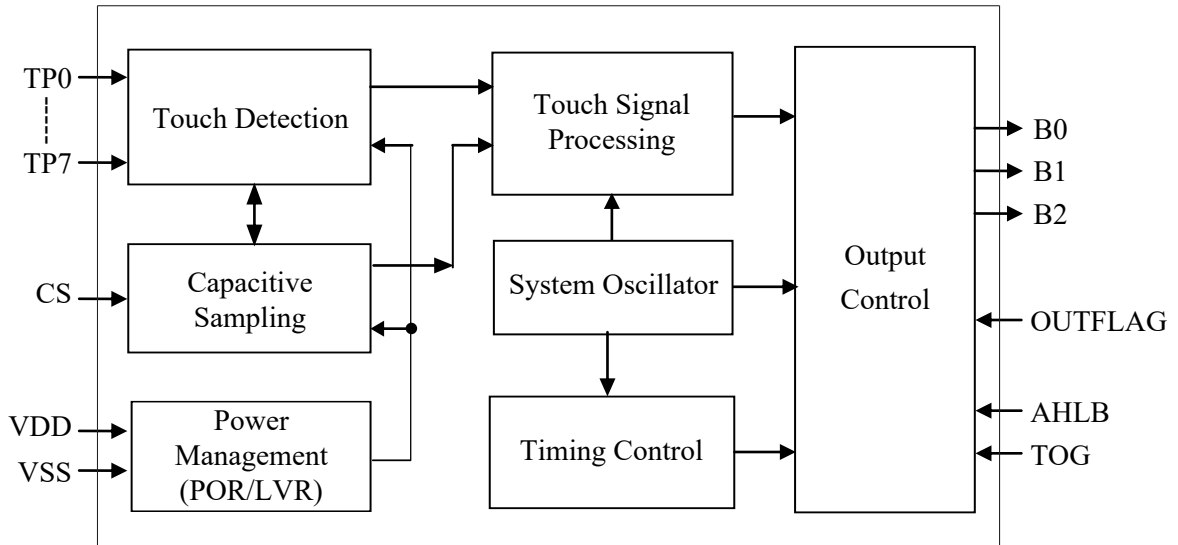 TP0
TP7
CS
VDD
VSS
Touch Detection
Capacitive
Sampling
Power
Management
(POR/LVR)
Touch Signal
Processing
System Oscillator
Timing Control
Output
Control
B0
B1
B2
OUTFLAG
AHLB
TOG